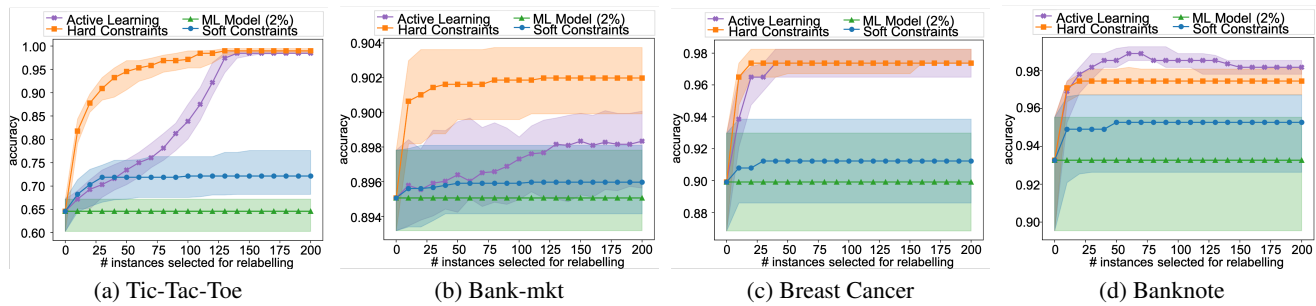 Active Learning ML Model (2%)
Hard Constraints Soft Constraints
1.00
0.95
0.90
0.85
0.80
0.75
0.70
0.65
0.60
accuracy
0 25 50 75 100 125 150 175 200
# instances selected for relabelling
(a) Tic-Tac-Toe
Active Learning ML Model (2%)
Hard Constraints Soft Constraints
0.904
0.902
0.900
0.898
0.896
0.894
accuracy
0 25 50 75 100 125 150 175 200
# instances selected for relabelling
(b) Bank-mkt
Active Learning ML Model (2%)
Hard Constraints Soft Constraints
0.98
0.96
0.94
0.92
0.90
0.88
accuracy
0 25 50 75 100 125 150 175 200
# instances selected for relabelling
(c) Breast Cancer
Active Learning ML Model (2%)
Hard Constraints Soft Constraints
0.98
0.96
0.94
0.92
0.90
accuracy
0 25 50 75 100 125 150 175 200
# instances selected for relabelling
(d) Banknote